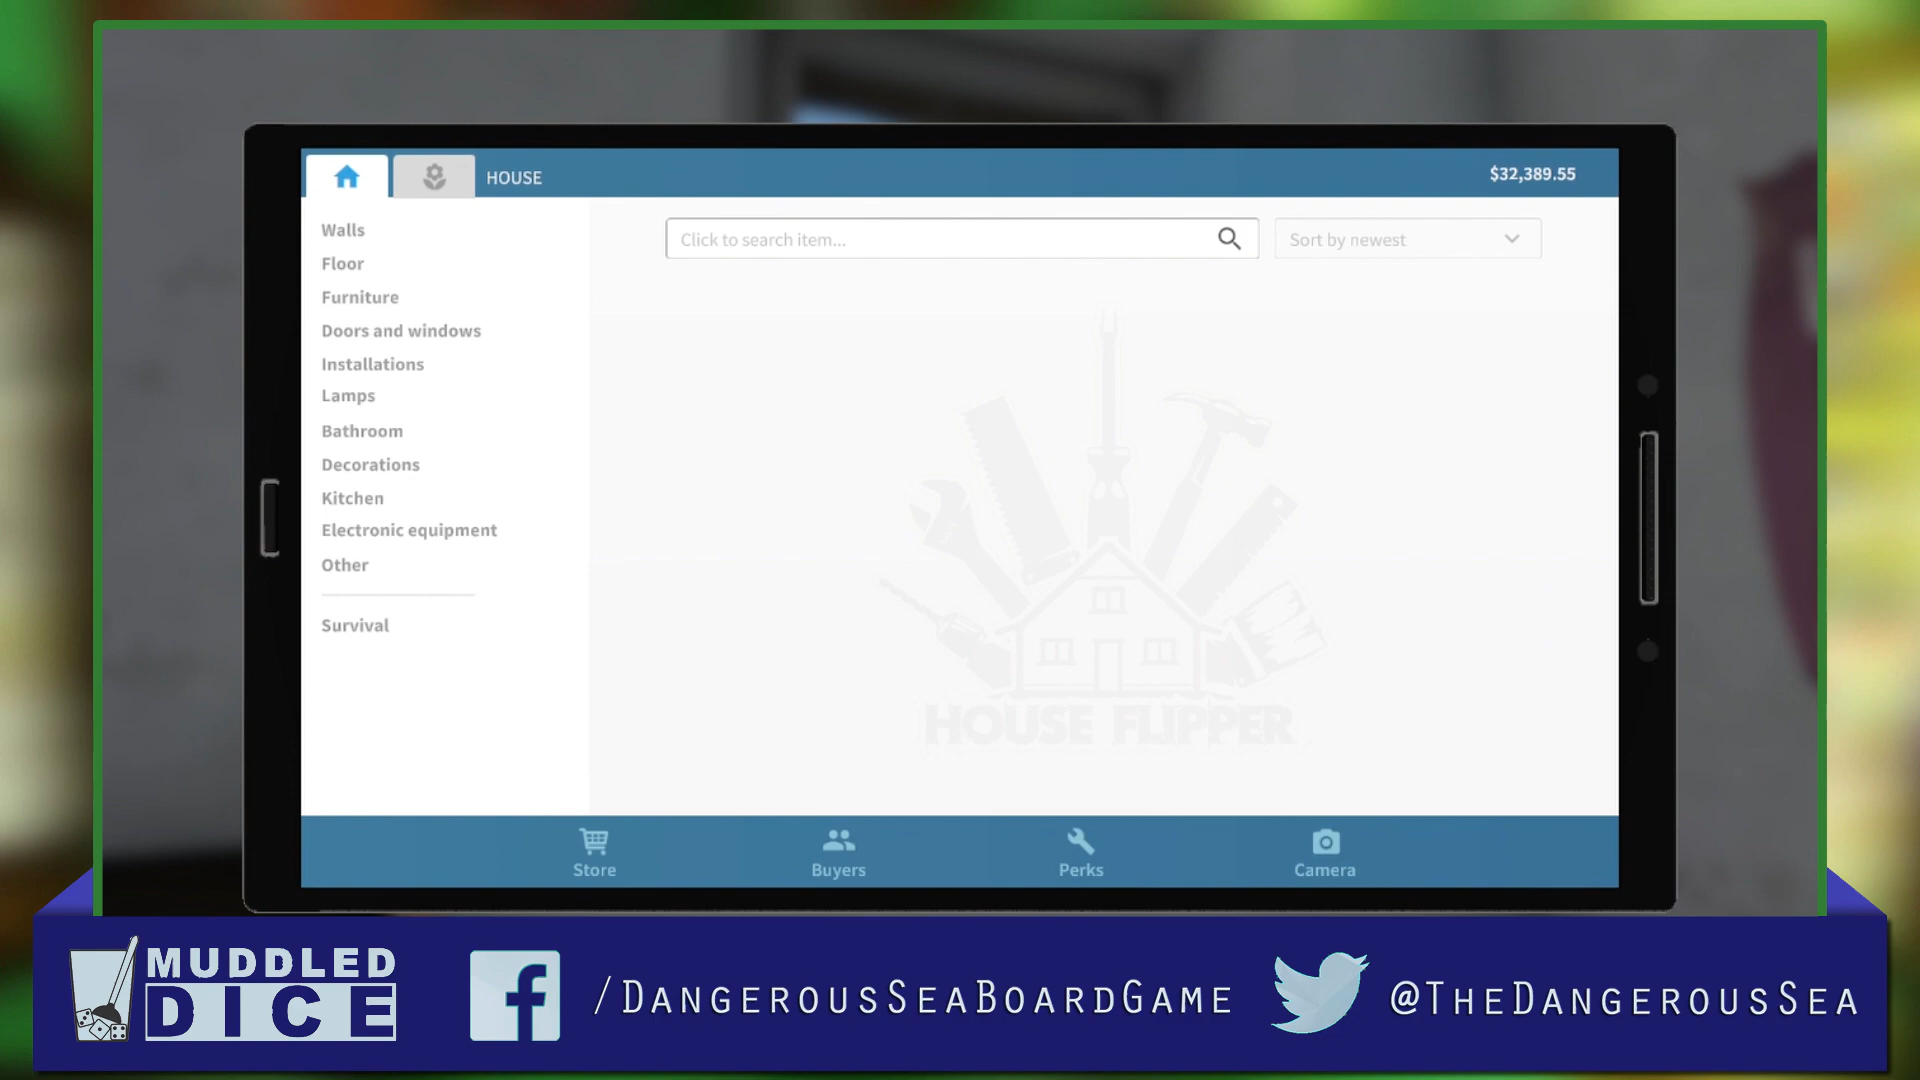 HOUSE
$32,389.55
Walls
Floor
Furniture
Doors and windows
Installations
Lamps
Bathroom
Decorations
Kitchen
Electronic equipment
Other
Survival
Click to search item...
Sort by newest
HOUSE FLIPPER
Store
Buyers
Perks
Camera
MUDDLED
DICE
/DANGEROUSSEABOARDGAME
@THEDANGEROUSSEA